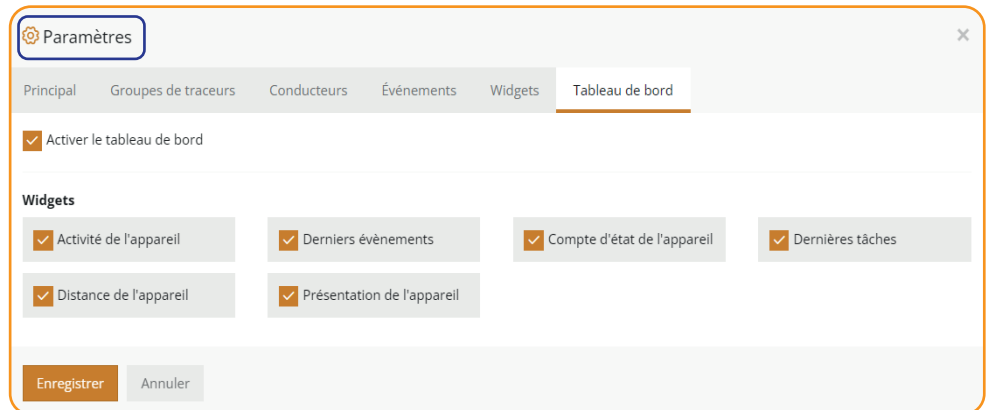 Paramètres
Principal Groupes de traceurs Conducteurs Événements Widgets Tableau de bord
Activer le tableau de bord
Widgets
Activité de l'appareil Derniers évènements Compte d'état de l'appareil Dernières tâches
Distance de l'appareil Présentation de l'appareil
Enregistrer Annuler